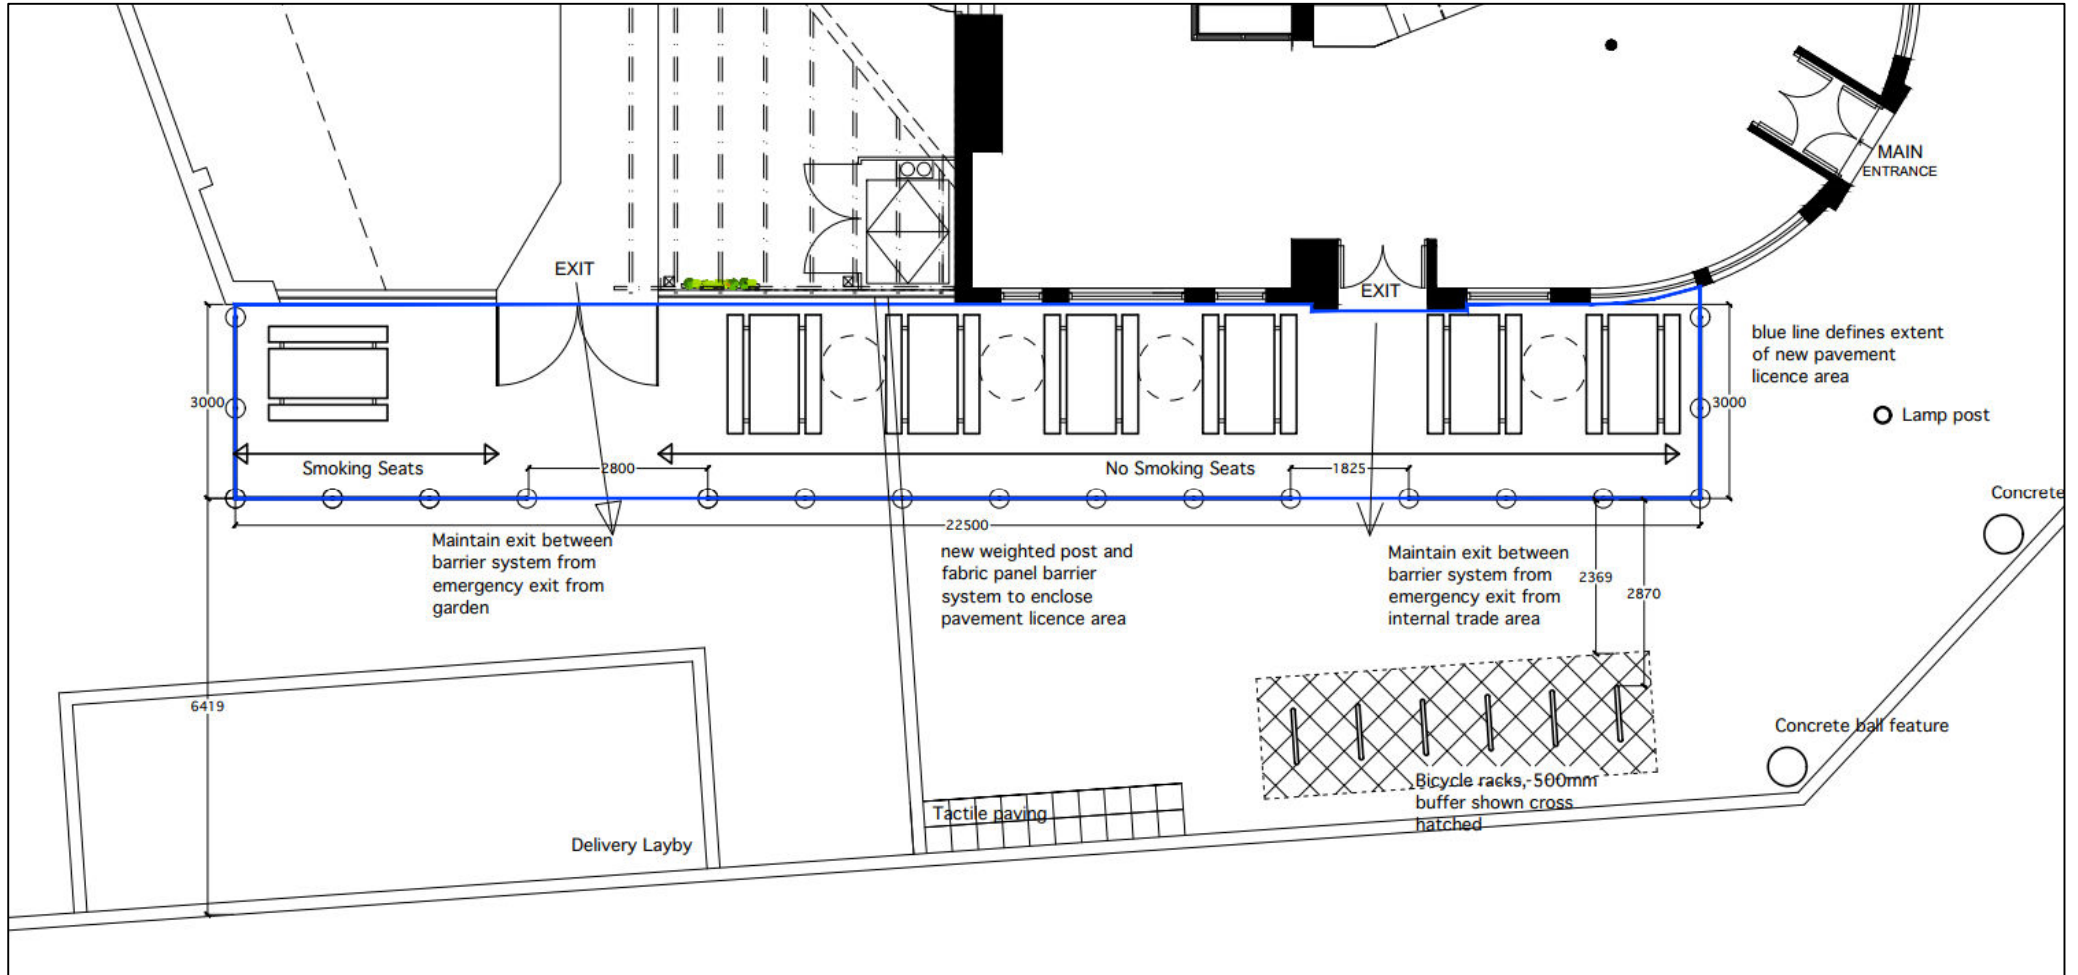 MAIN
ENTRANCE
EXIT
EXIT
blue line defines extent
of new pavement
licence area
3000
3000
Lamp post
Smoking Seats
2800
No Smoking Seats
1825
Concrete
22500
Maintain exit between
barrier system from
emergency exit from
garden
new weighted post and
fabric panel barrier
system to enclose
pavement licence area
Maintain exit between
barrier system from
emergency exit from
internal trade area
2369
2870
6419
Concrete ball feature
Bicycle racks, 500mm
buffer shown cross
hatched
Tactile paving
Delivery Layby